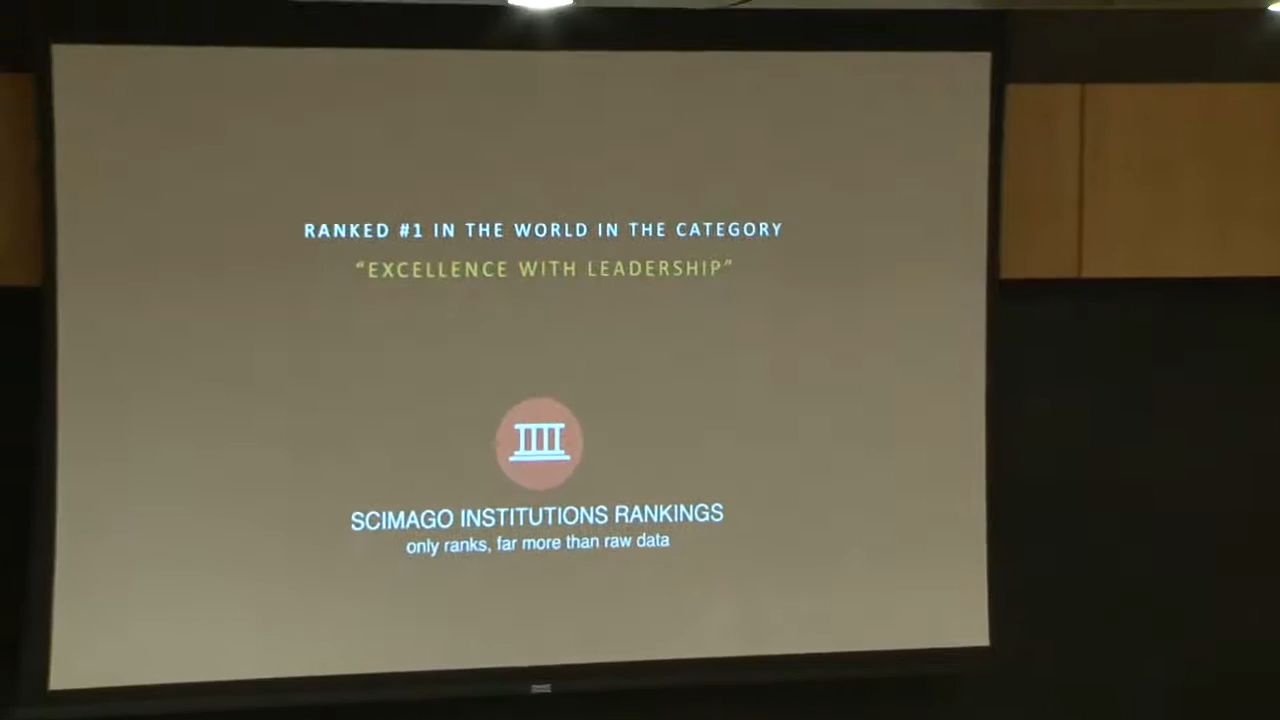 RANKED #1 IN THE WORLD IN THE CATEGORY
“EXCELLENCE WITH LEADERSHIP”
SCIMAGO INSTITUTIONS RANKINGS
only ranks, far more than raw data